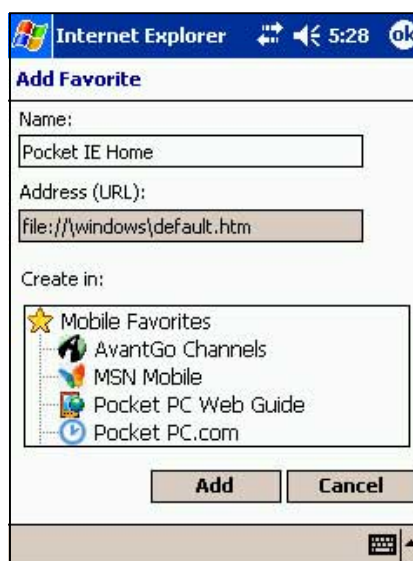 Internet Explorer 5:28 ok
Add Favorite
Name:
Pocket IE Home
Address (URL):
file://\windows\default.htm
Create in:
Mobile Favorites
AvantGo Channels
MSN Mobile
Pocket PC Web Guide
Pocket PC.com
Add Cancel